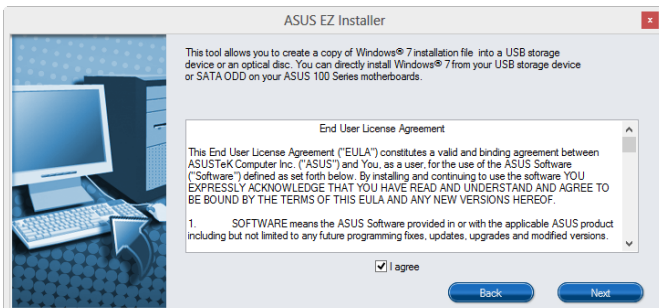 ASUS EZ Installer
x
This tool allows you to create a copy of Windows® 7 installation file into a USB storage
device or an optical disc. You can directly install Windows® 7 from your USB storage device
or SATA ODD on your ASUS 100 Series motherboards.
End User License Agreement
This End User License Agreement ("EULA") constitutes a valid and binding agreement between
ASUSTeK Computer Inc. ("ASUS") and You, as a user, for the use of the ASUS Software
("Software") defined as set forth below. By installing and continuing to use the software YOU
EXPRESSLY ACKNOWLEDGE THAT YOU HAVE READ AND UNDERSTAND AND AGREE TO
BE BOUND BY THE TERMS OF THIS EULA AND ANY NEW VERSIONS HEREOF.
1. SOFTWARE means the ASUS Software provided in or with the applicable ASUS product
including but not limited to any future programming fixes, updates, upgrades and modified versions.
I agree
Back Next